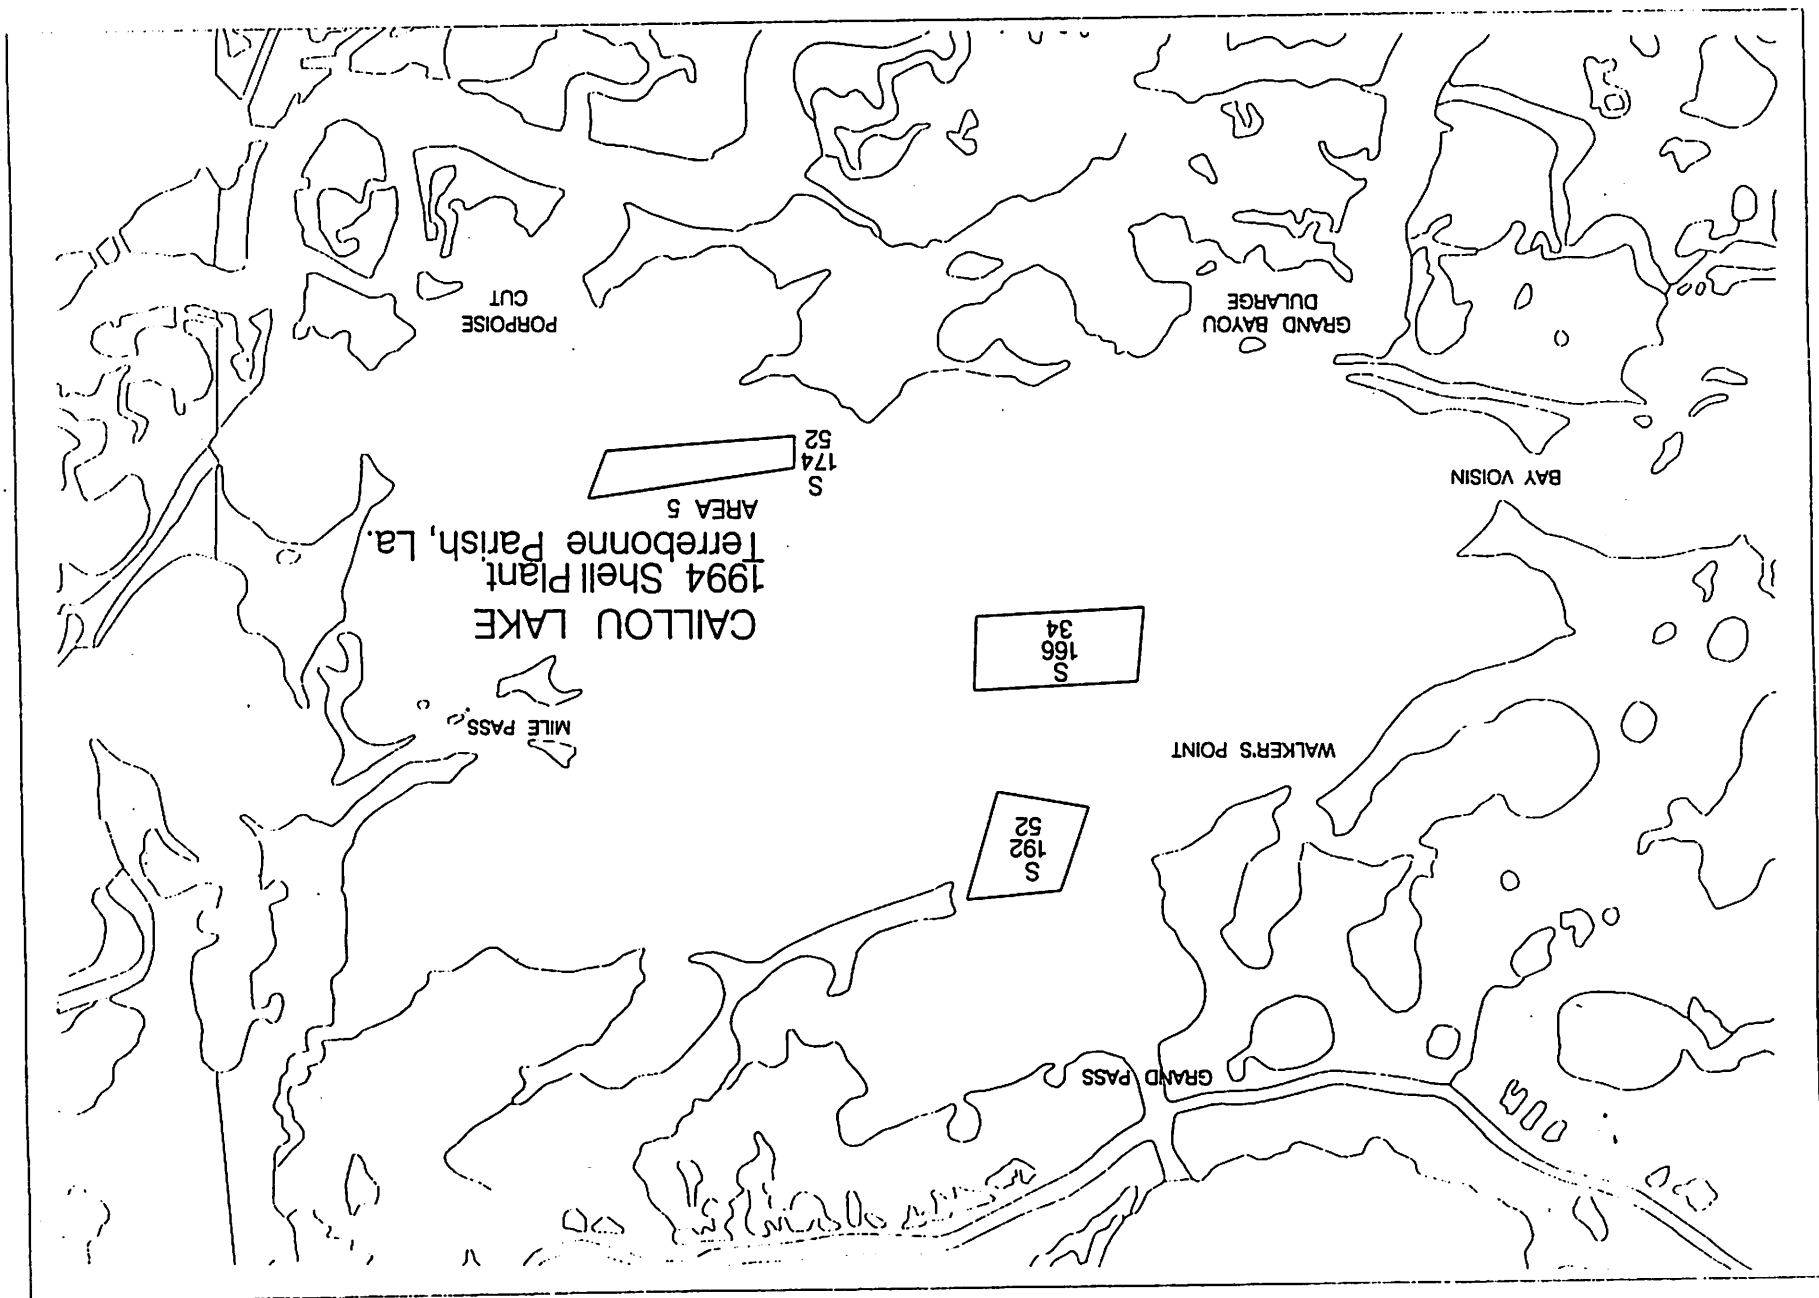 GRAND PASS
S
192
52
WALKER'S POINT
MILE PASS
S
166
34
CAILLOU LAKE
1994 Shell Plant
Terrebonne Parish, La.
AREA 5
S
174
52
BAY VOISIN
GRAND BAYOU
DULARGE
PORPOISE
CUT